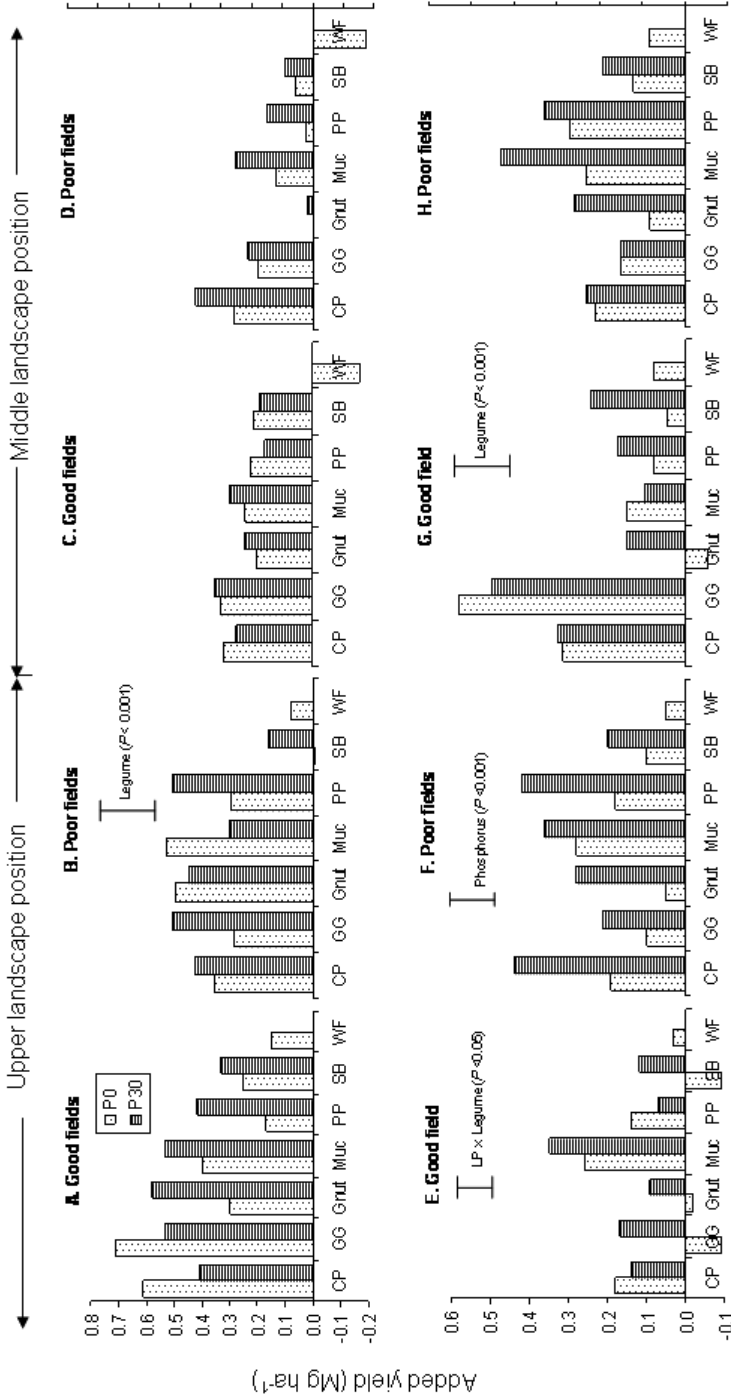 Upper landscape position
Middle landscape position
A. Good fields
B. Poor fields
C. Good fields
D. Poor fields
P0
P30
Legume (P < 0.001)
0.8
0.7
0.6
0.5
0.4
0.3
0.2
0.1
0.0
-0.1
-0.2
CP GG Gnut Muc PP SB WF
CP GG Gnut Muc PP SB WF
CP GG Gnut Muc PP SB WF
CP GG Gnut Muc PP SB WF
Added yield (Mg ha⁻¹)
E. Good field
F. Poor fields
G. Good field
H. Poor fields
LP × Legume (P<0.05)
Phosphorus (P<0.001)
Legume (P< 0.001)
0.6
0.5
0.4
0.3
0.2
0.1
0.0
-0.1
CP GG Gnut Muc PP SB WF
CP GG Gnut Muc PP SB WF
CP GG Gnut Muc PP SB WF
CP GG Gnut Muc PP SB WF